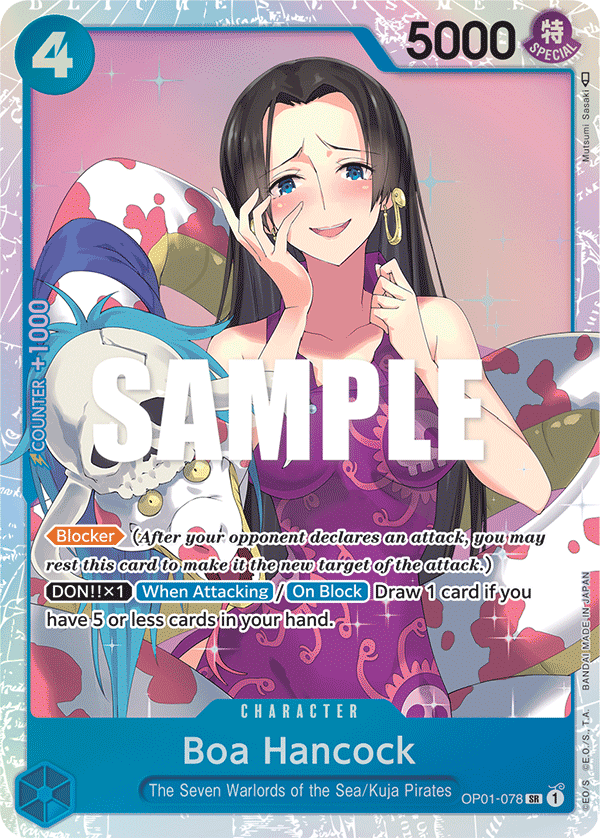 4
5000
特
SPECIAL
Mutsumi Sasaki
COUNTER +1000
SAMPLE
Blocker (After your opponent declares an attack, you may
rest this card to make it the new target of the attack.)
DON!!×1 When Attacking / On Block Draw 1 card if you
have 5 or less cards in your hand.
©E.O./S. ©E.O./S., T.A. BANDAI MADE IN JAPAN
CHARACTER
Boa Hancock
The Seven Warlords of the Sea/Kuja Pirates
OP01-078 SR 1